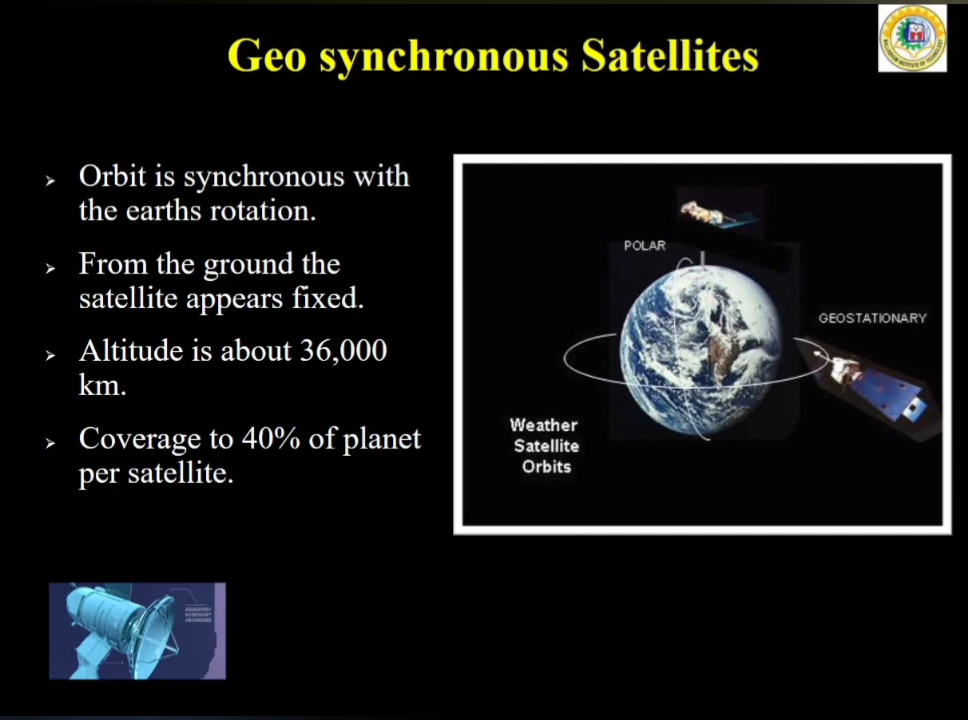 Geo synchronous Satellites
➢ Orbit is synchronous with
the earths rotation.
➢ From the ground the
satellite appears fixed.
➢ Altitude is about 36,000
km.
➢ Coverage to 40% of planet
per satellite.
POLAR
GEOSTATIONARY
Weather
Satellite
Orbits